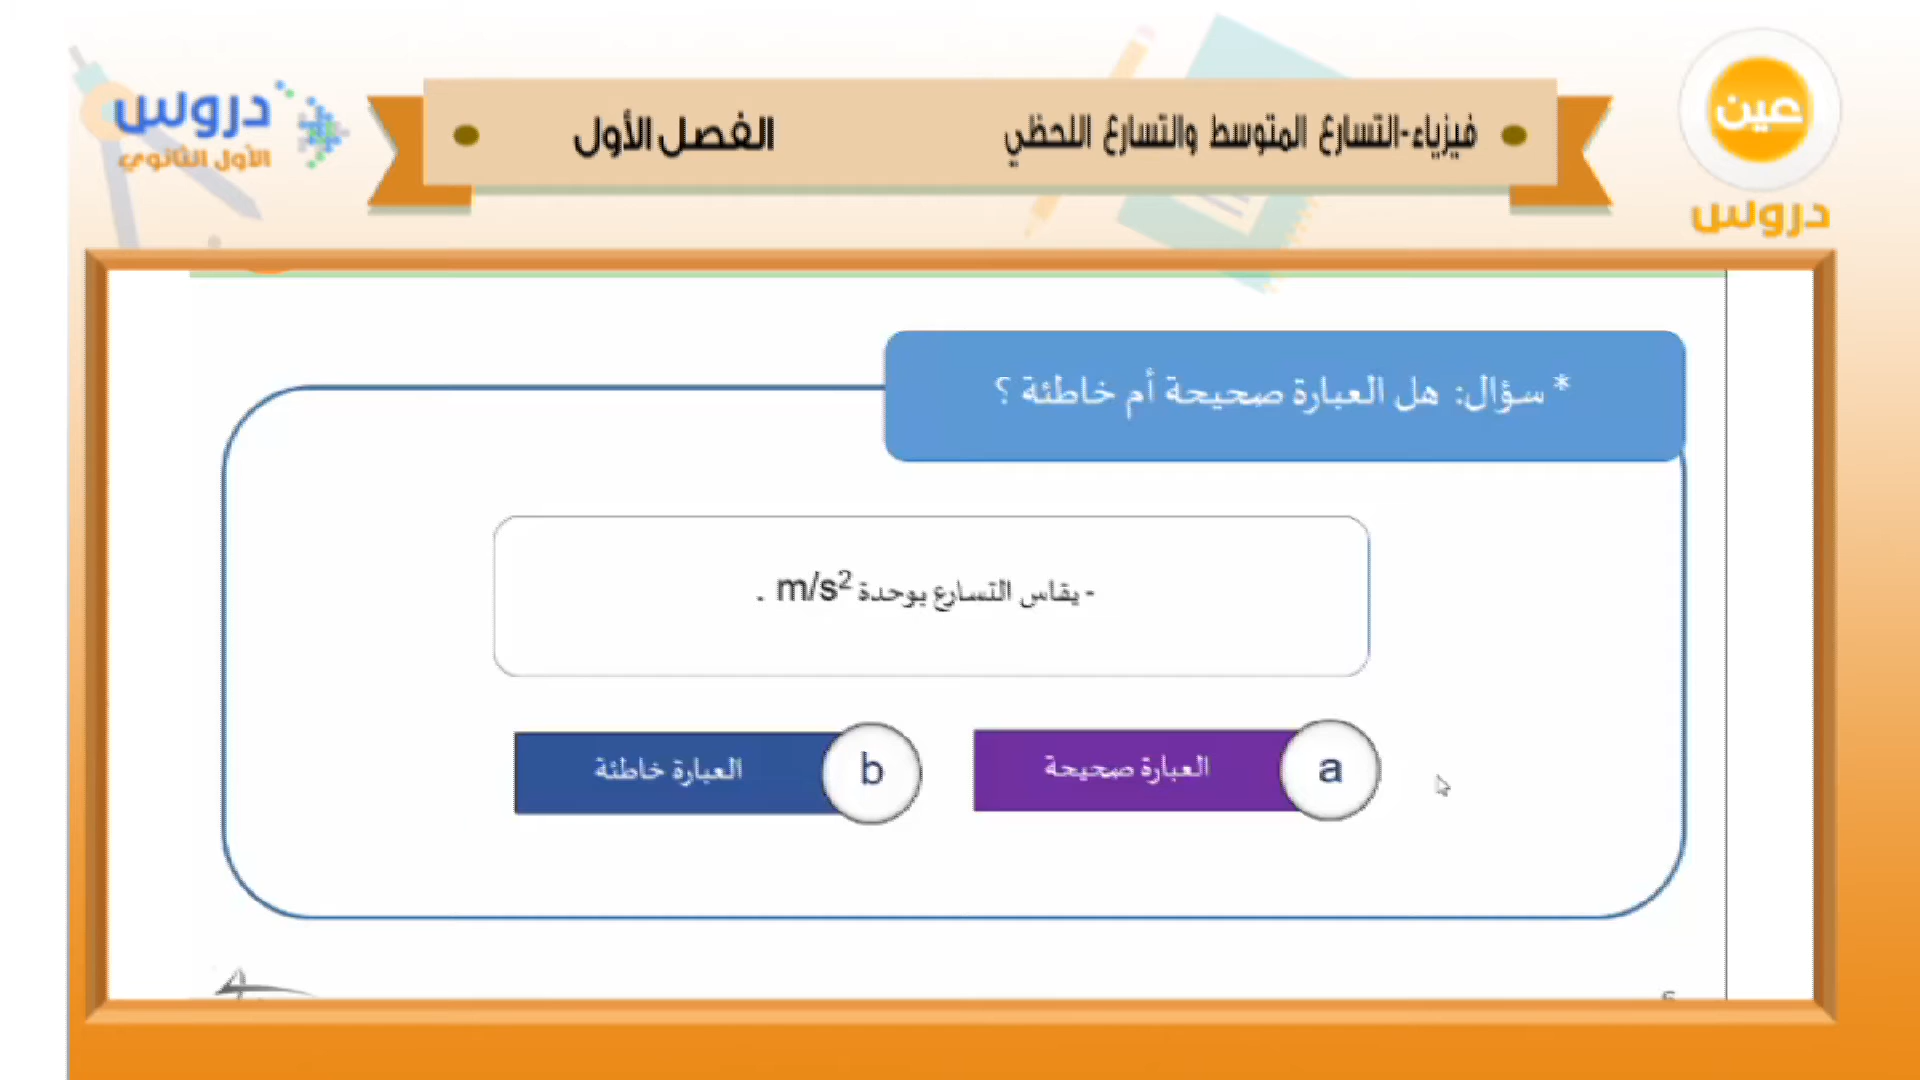 عين
دروس
فيزياء-التسارع المتوسط والتسارع اللحظي
الفصل الأول
دروس
الأول الثانوي
* سؤال: هل العبارة صحيحة أم خاطئة ؟
- يقاس التسارع بوحدة m/s² .
a العبارة صحيحة
b العبارة خاطئة